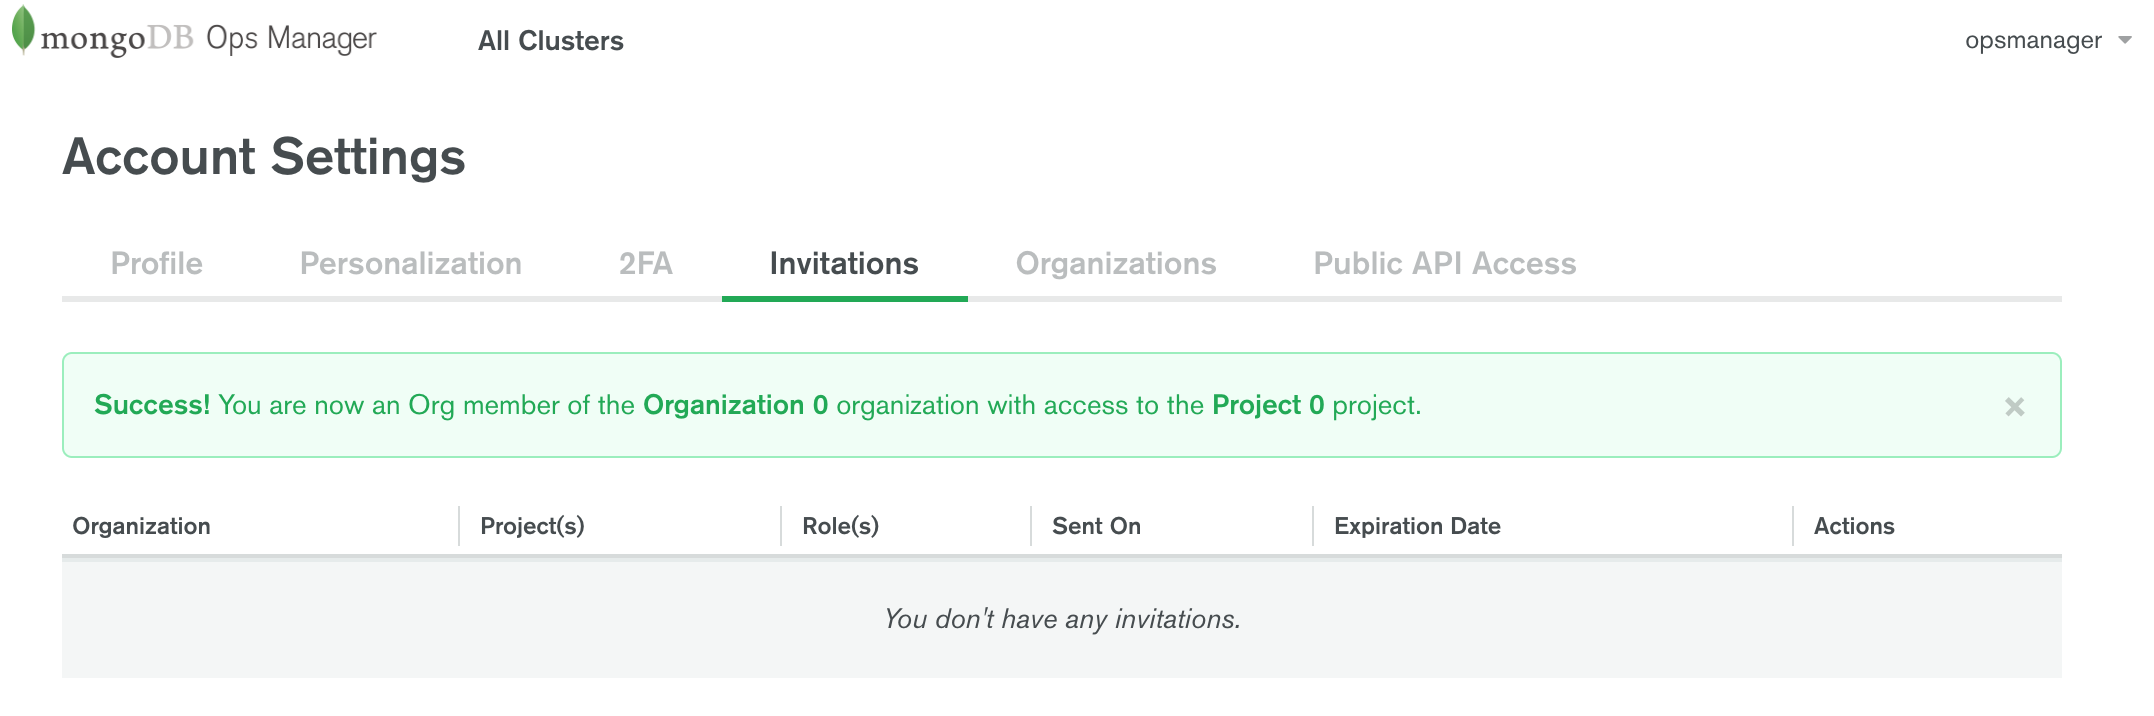 mongoDB Ops Manager All Clusters opsmanager
Account Settings
Profile Personalization 2FA Invitations Organizations Public API Access
Success! You are now an Org member of the Organization 0 organization with access to the Project 0 project. ×
Organization Project(s) Role(s) Sent On Expiration Date Actions
You don't have any invitations.